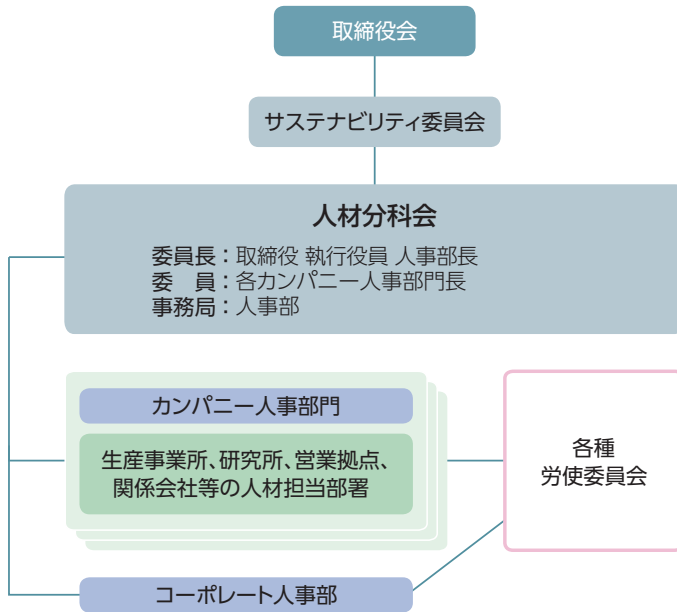 取締役会
サステナビリティ委員会
人材分科会
委員長：取締役 執行役員 人事部長
委　員：各カンパニー人事部門長
事務局：人事部
カンパニー人事部門
生産事業所、研究所、営業拠点、
関係会社等の人材担当部署
各種
労使委員会
コーポレート人事部